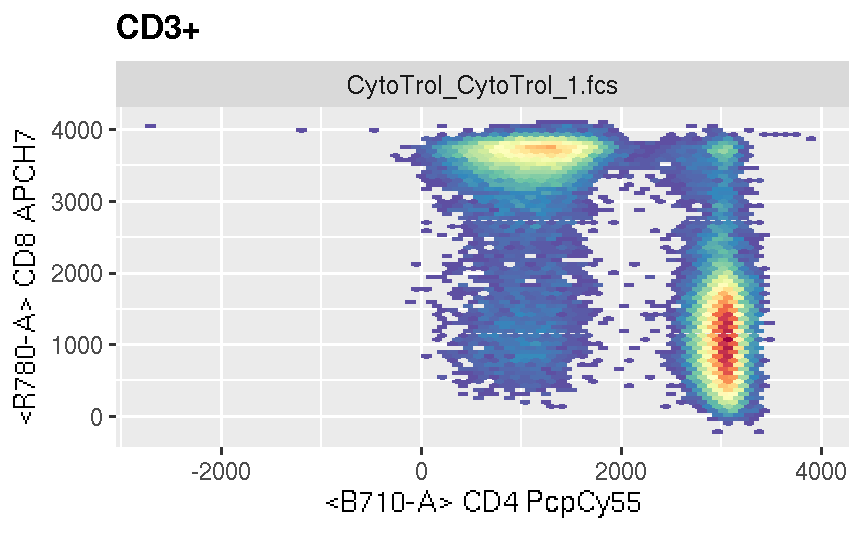 CD3+
CytoTrol_CytoTrol_1.fcs
4000
3000
2000
1000
0
<R780-A> CD8 APCH7
-2000 0 2000 4000
<B710-A> CD4 PcpCy55